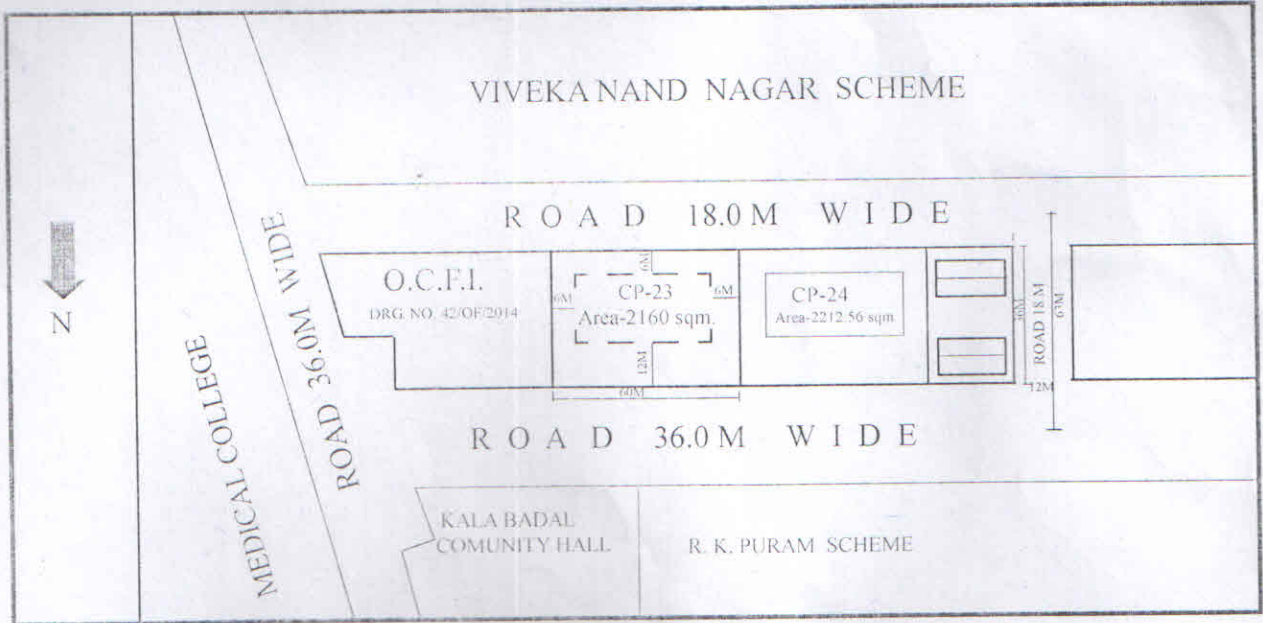 VIVEKA NAND NAGAR SCHEME
ROAD 18.0 M WIDE
N
O.C.F.I.
DRG. NO. 42/OF/2014
6M
CP-23
Area-2160 sqm.
6M
6M
12M
60M
CP-24
Area-2212.56 sqm
36M
ROAD 18 M
63M
12M
ROAD 36.0M WIDE
MEDICAL COLLEGE
ROAD 36.0 M WIDE
KALA BADAL
COMUNITY HALL
R. K. PURAM SCHEME